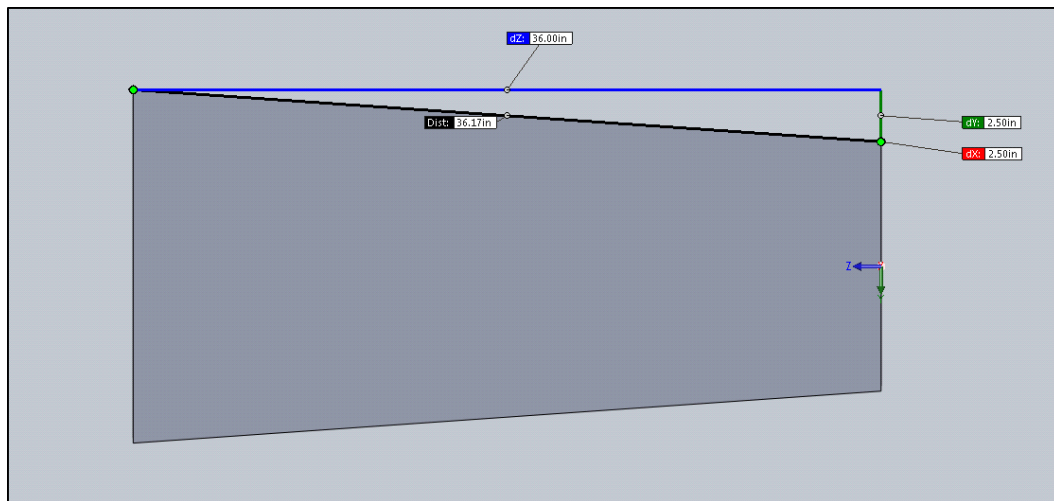 dZ: 36.00in
Dist: 36.17in
dY: 2.50in
dX: 2.50in
Z
Y